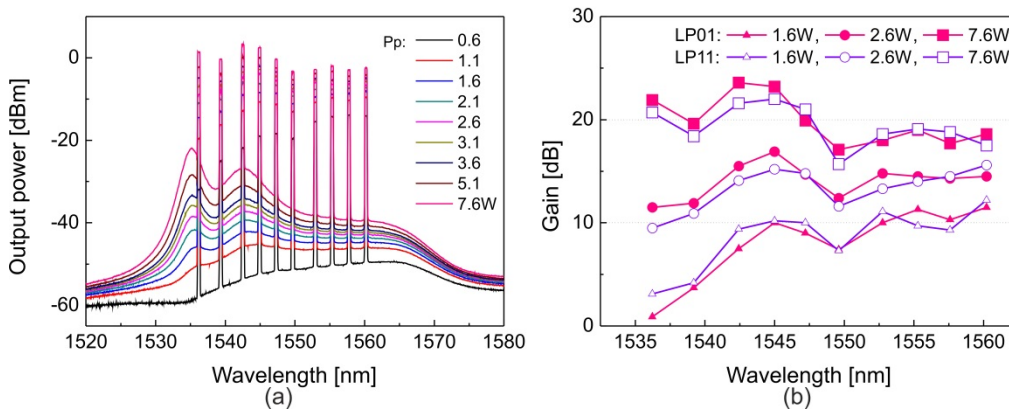 Output power [dBm]
0
-20
-40
-60
1520 1530 1540 1550 1560 1570 1580
Wavelength [nm]
(a)
Pp:
0.6
1.1
1.6
2.1
2.6
3.1
3.6
5.1
7.6W
Gain [dB]
30
20
10
0
1535 1540 1545 1550 1555 1560
Wavelength [nm]
(b)
LP01: 1.6W, 2.6W, 7.6W
LP11: 1.6W, 2.6W, 7.6W